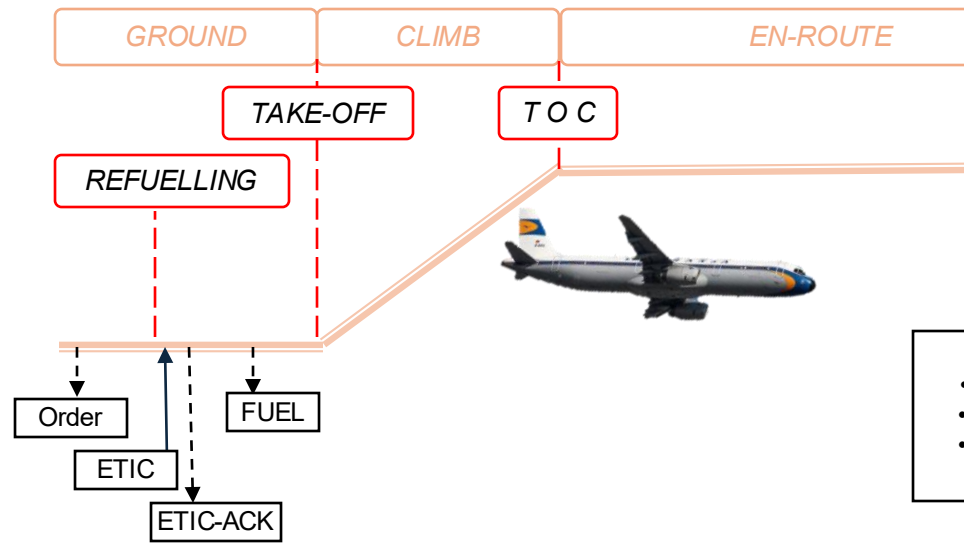 GROUND
CLIMB
EN-ROUTE
TAKE-OFF
T O C
REFUELLING
Order
FUEL
ETIC
ETIC-ACK